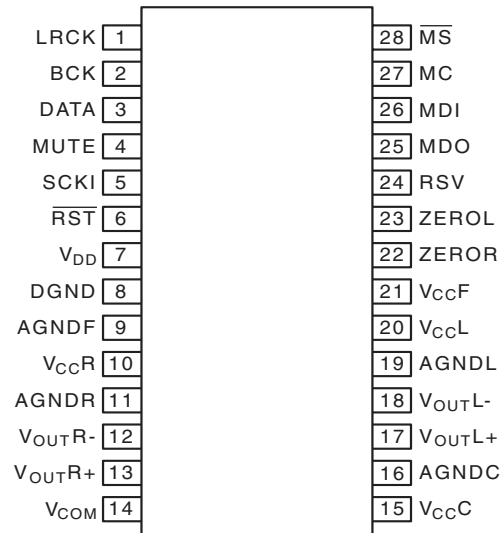 LRCK 1 28 M̅S̅
BCK 2 27 MC
DATA 3 26 MDI
MUTE 4 25 MDO
SCKI 5 24 RSV
R̅S̅T̅ 6 23 ZEROL
VDD 7 22 ZEROR
DGND 8 21 VCCF
AGNDF 9 20 VCCL
VCCR 10 19 AGNDL
AGNDR 11 18 VOUTL-
VOUTR- 12 17 VOUTL+
VOUTR+ 13 16 AGNDC
VCOM 14 15 VCCC